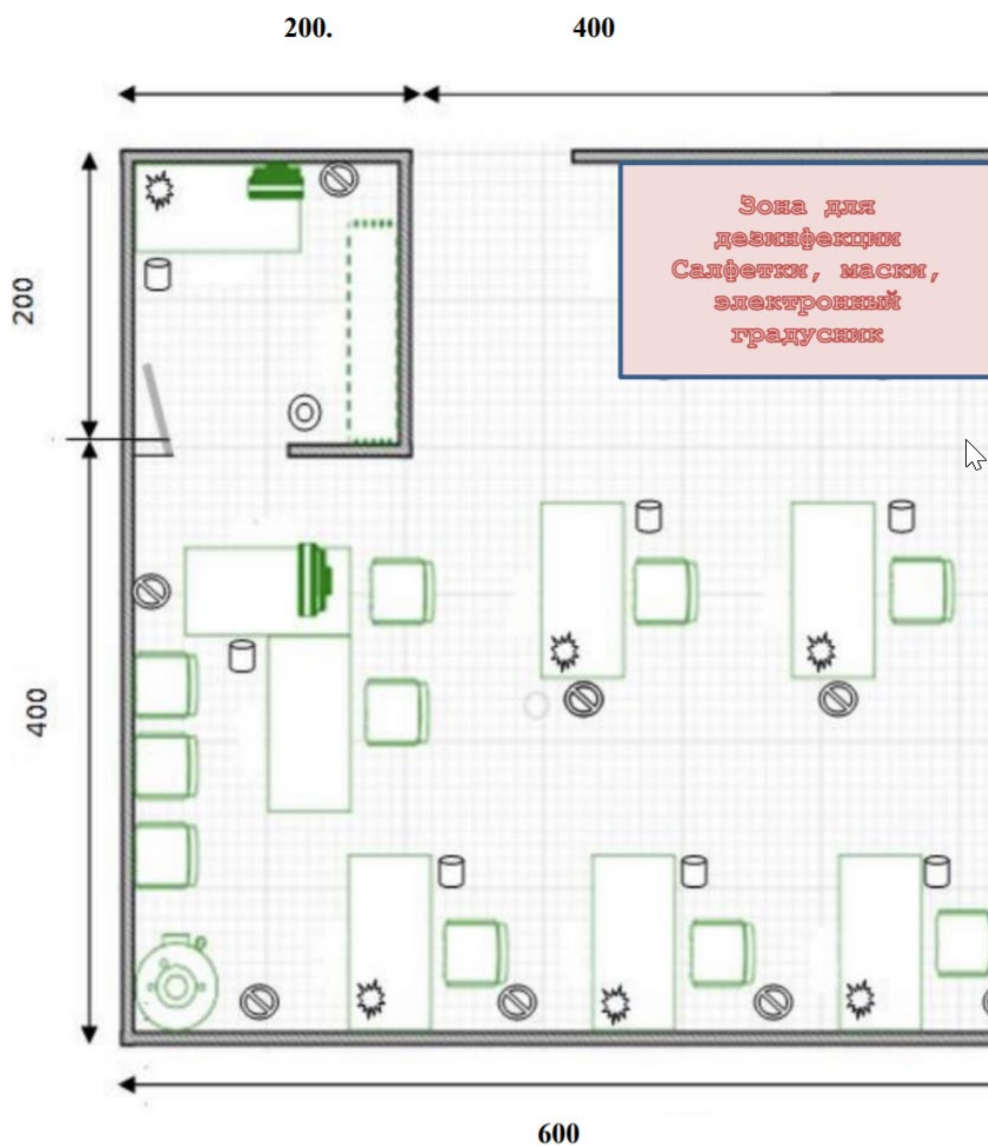 200.
400
Зона для
дезинфекции
Салфетки, маски,
электронный
градусник
200
400
600